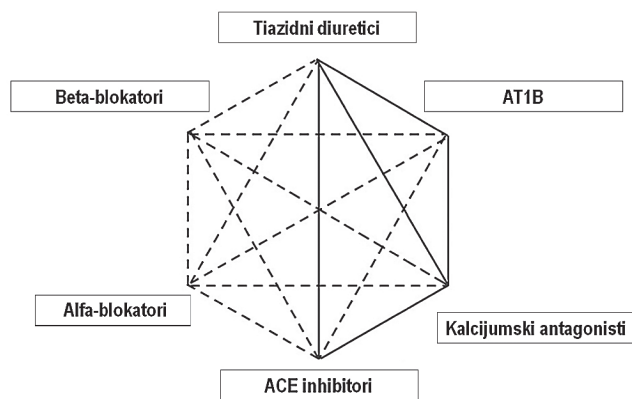 Tiazidni diuretici
Beta-blokatori
AT1B
Alfa-blokatori
Kalcijumski antagonisti
ACE inhibitori